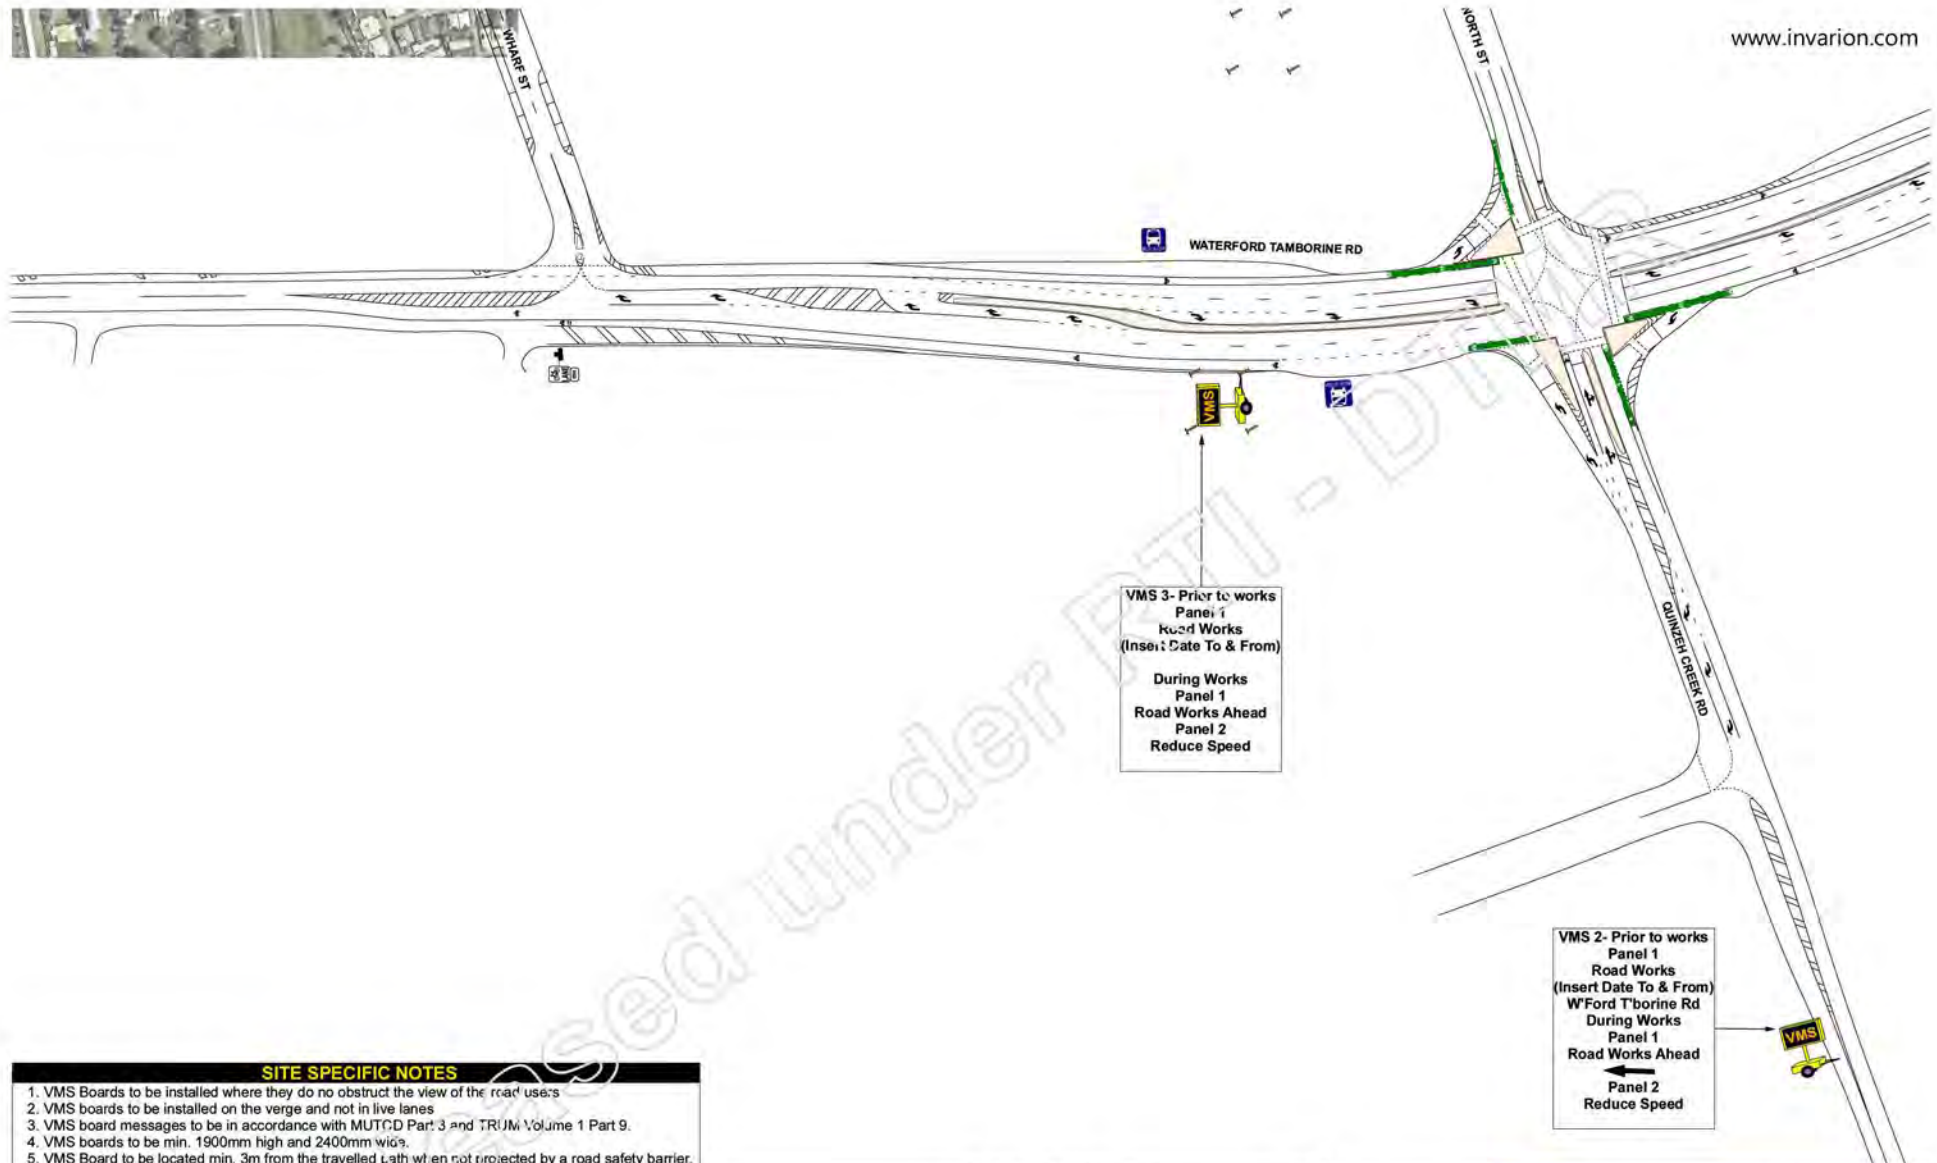 www.invarion.com
WHARF ST
NORTH ST
WATERFORD TAMBORINE RD
VMS
VMS 3- Prior to works
Panel 1
Road Works
(Insert Date To & From)
During Works
Panel 1
Road Works Ahead
Panel 2
Reduce Speed
QUINZEH CREEK RD
VMS 2- Prior to works
Panel 1
Road Works
(Insert Date To & From)
W'Ford T'borine Rd
During Works
Panel 1
Road Works Ahead
Panel 2
Reduce Speed
VMS
SITE SPECIFIC NOTES
1. VMS Boards to be installed where they do no obstruct the view of the road users
2. VMS boards to be installed on the verge and not in live lanes
3. VMS board messages to be in accordance with MUTCD Part 3 and TRUM Volume 1 Part 9.
4. VMS boards to be min. 1900mm high and 2400mm wide.
5. VMS Board to be located min. 3m from the travelled path when not protected by a road safety barrier.
eased under RTI - DTMR